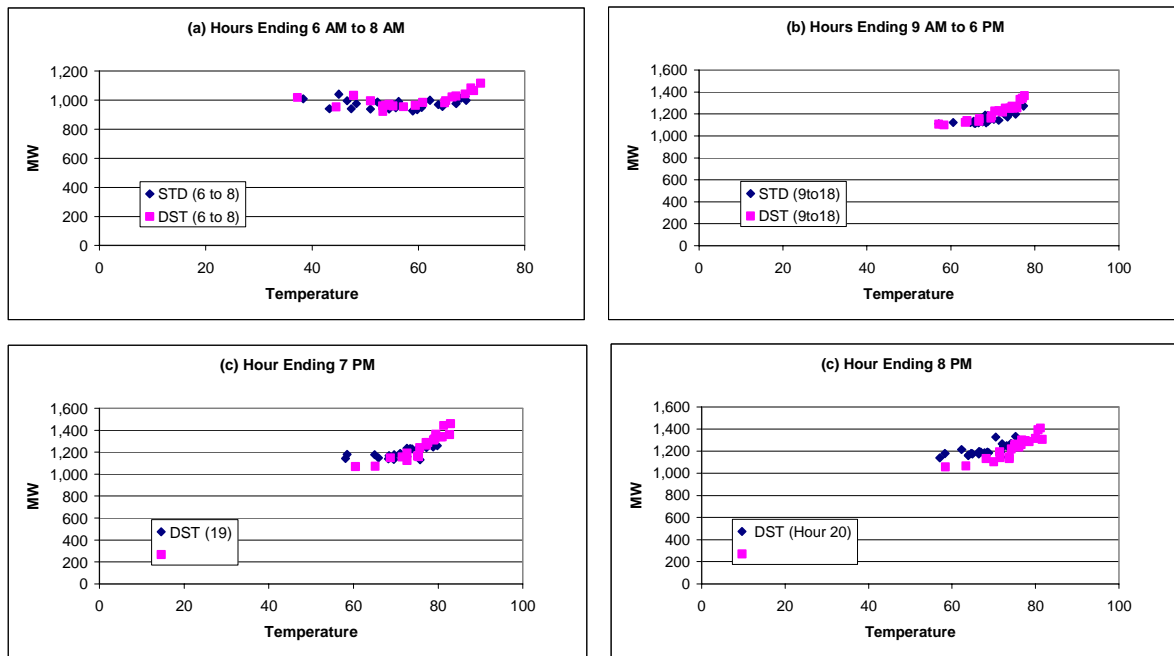 (a) Hours Ending 6 AM to 8 AM
1,200
1,000
800
600
400
200
0
MW
STD (6 to 8)
DST (6 to 8)
0 20 40 60 80
Temperature
(b) Hours Ending 9 AM to 6 PM
1,600
1,400
1,200
1,000
800
600
400
200
0
MW
STD (9to18)
DST (9to18)
0 20 40 60 80 100
Temperature
(c) Hour Ending 7 PM
1,600
1,400
1,200
1,000
800
600
400
200
0
MW
DST (19)
0 20 40 60 80 100
Temperature
(c) Hour Ending 8 PM
1,600
1,400
1,200
1,000
800
600
400
200
0
MW
DST (Hour 20)
0 20 40 60 80 100
Temperature